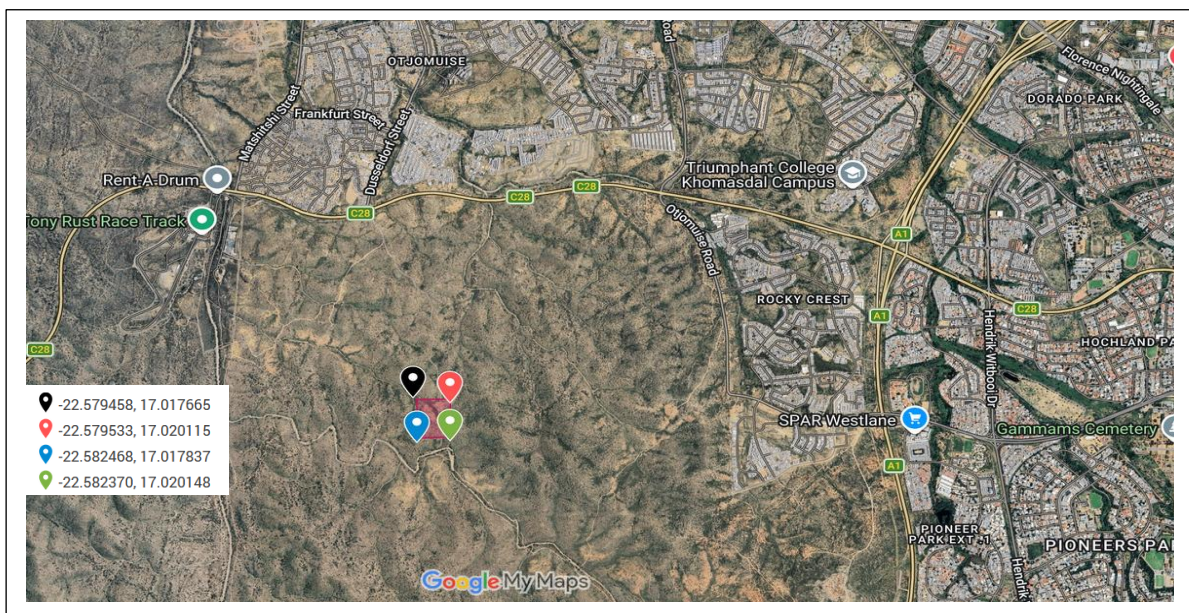 OTJOMUISE
Matshitshi Street
Frankfurt Street
Dusseldorf Street
oad
Florence Nightingale
DORADO PARK
Rent-A-Drum
Tony Rust Race Track
C28
C28
C28
Triumphant College
Khomasdal Campus
Otjomuise Road
A1
ROCKY CREST
A1
C28
Hendrik Witbooi Dr
HOCHLAND PA
C28
-22.579458, 17.017665
-22.579533, 17.020115
-22.582468, 17.017837
-22.582370, 17.020148
SPAR Westlane
Gammams Cemetery
A1
PIONEER
PARK EXT -1
PIONEERS PA
Hendrik
Google My Maps